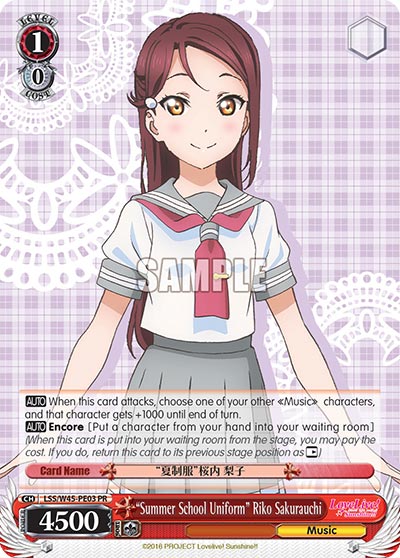 LEVEL
1
0
COST
SAMPLE
AUTO When this card attacks, choose one of your other «Music» characters,
and that character gets +1000 until end of turn.
AUTO Encore [Put a character from your hand into your waiting room]
(When this card is put into your waiting room from the stage, you may pay
the cost. If you do, return this card to its previous stage position as )
Card Name
"夏制服"桜内 梨子
CH
LSS/W45-PE03 PR
4500
POWER
"Summer School Uniform" Riko Sakurauchi
LoveLive!
Sunshine!!
Music
©2016 PROJECT Lovelive! Sunshine!!